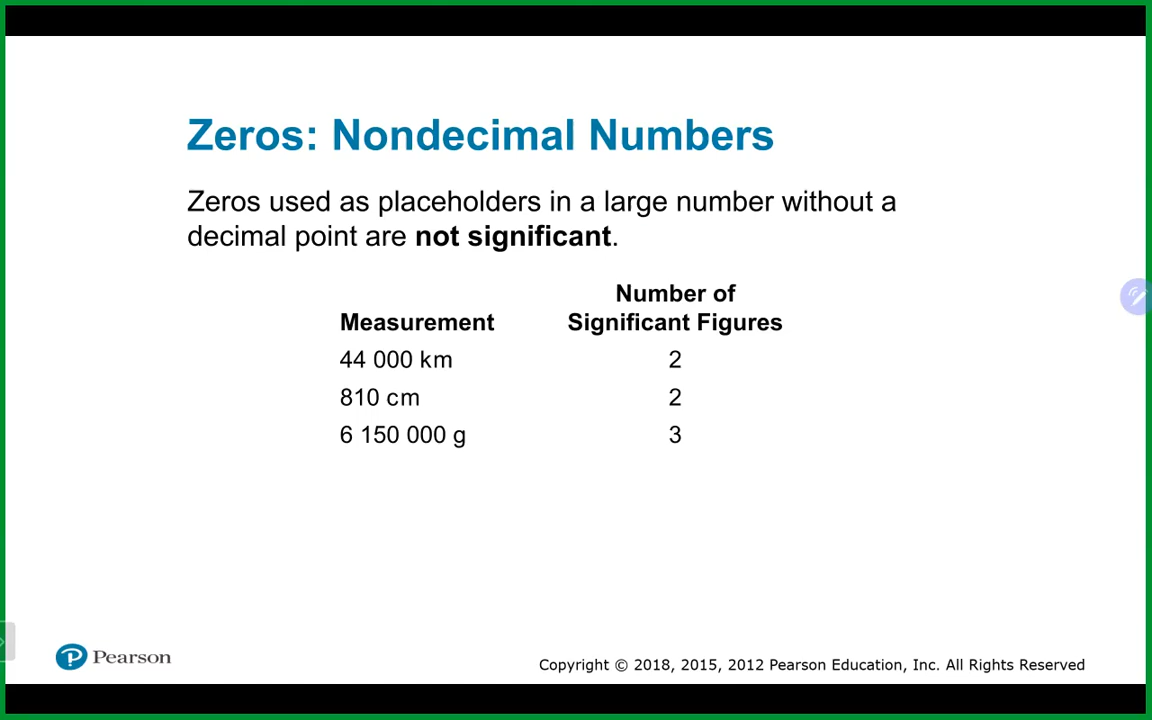 Zeros: Nondecimal Numbers
Zeros used as placeholders in a large number without a
decimal point are not significant.
Number of
Measurement Significant Figures
44 000 km 2
810 cm 2
6 150 000 g 3
Pearson
Copyright © 2018, 2015, 2012 Pearson Education, Inc. All Rights Reserved